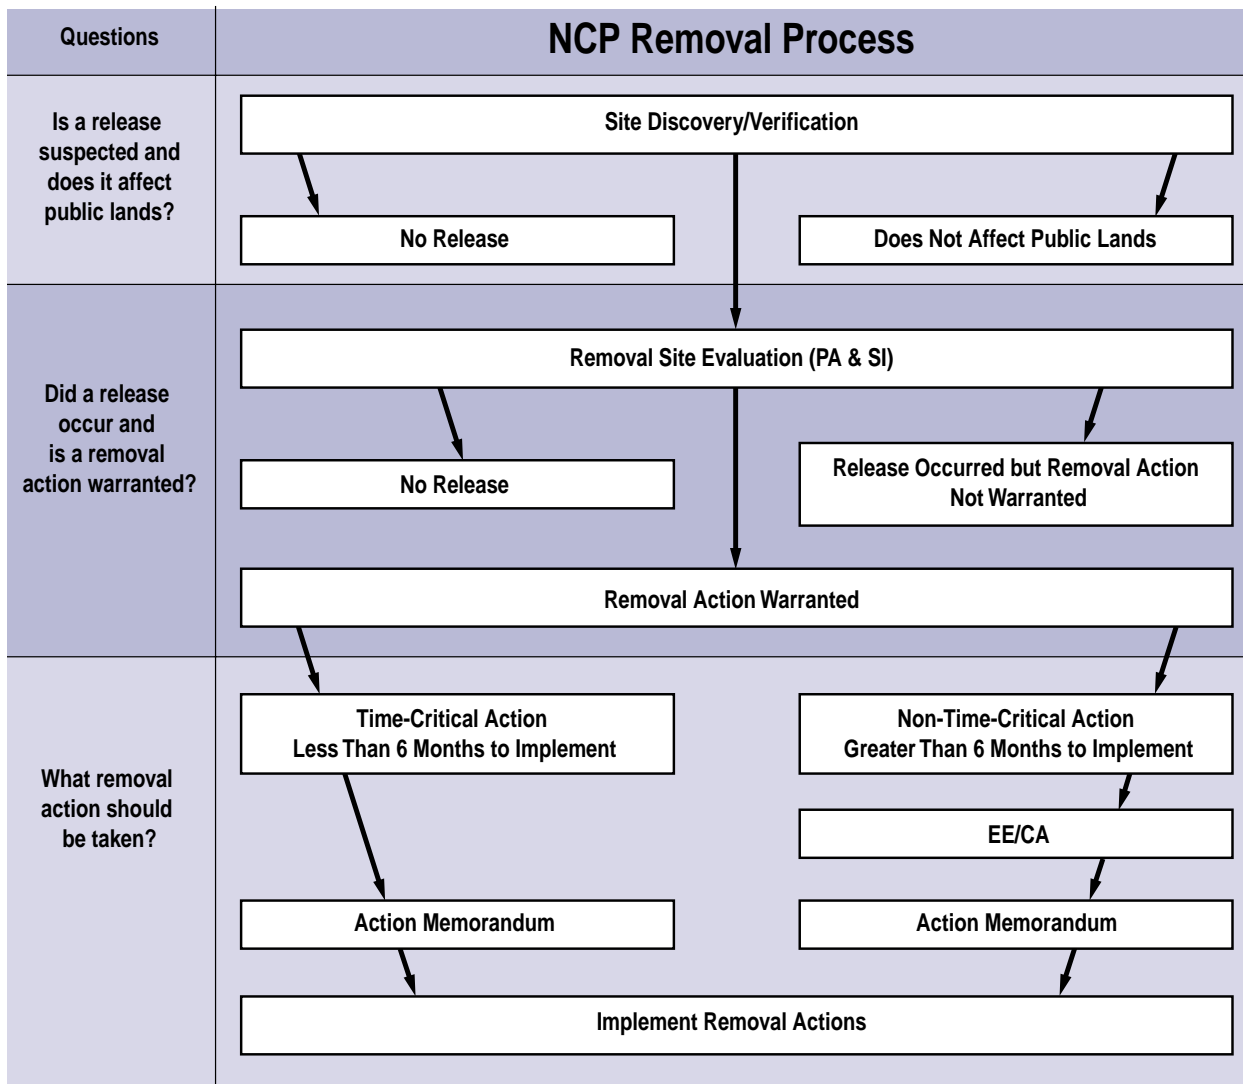 Questions
NCP Removal Process
Is a release
suspected and
does it affect
public lands?
Site Discovery/Verification
No Release
Does Not Affect Public Lands
Did a release
occur and
is a removal
action warranted?
Removal Site Evaluation (PA & SI)
No Release
Release Occurred but Removal Action
Not Warranted
Removal Action Warranted
What removal
action should
be taken?
Time-Critical Action
Less Than 6 Months to Implement
Non-Time-Critical Action
Greater Than 6 Months to Implement
EE/CA
Action Memorandum
Action Memorandum
Implement Removal Actions